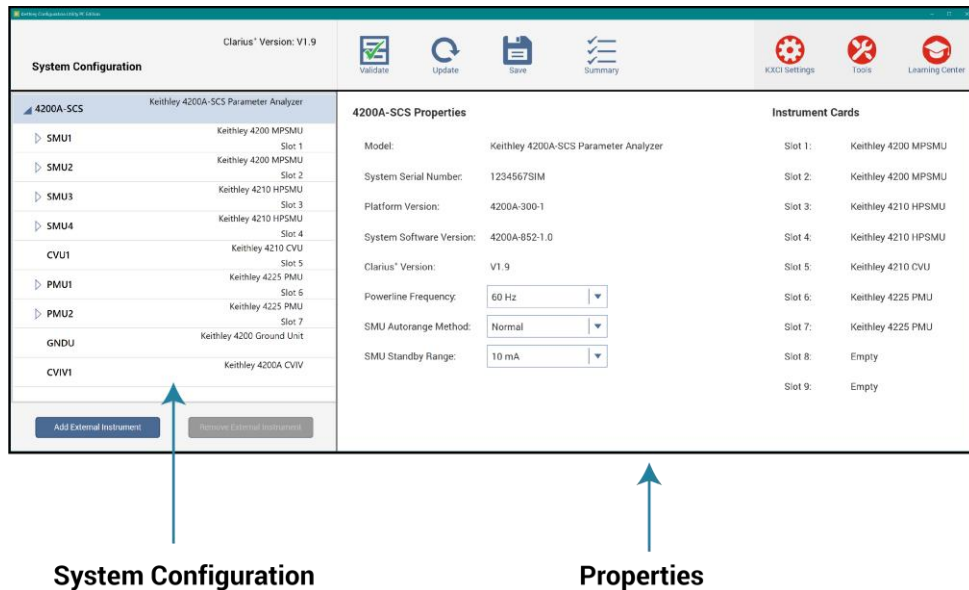 Keithley Configuration Utility PC Edition
Clarius+ Version: V1.9
System Configuration
Validate
Update
Save
Summary
KXCI Settings
Tools
Learning Center
4200A-SCS
Keithley 4200A-SCS Parameter Analyzer
SMU1
Keithley 4200 MPSMU
Slot 1
SMU2
Keithley 4200 MPSMU
Slot 2
SMU3
Keithley 4210 HPSMU
Slot 3
SMU4
Keithley 4210 HPSMU
Slot 4
CVU1
Keithley 4210 CVU
Slot 5
PMU1
Keithley 4225 PMU
Slot 6
PMU2
Keithley 4225 PMU
Slot 7
GNDU
Keithley 4200 Ground Unit
CVIV1
Keithley 4200A CVIV
Add External Instrument
Remove External Instrument
4200A-SCS Properties
Model: Keithley 4200A-SCS Parameter Analyzer
System Serial Number: 1234567SIM
Platform Version: 4200A-300-1
System Software Version: 4200A-852-1.0
Clarius+ Version: V1.9
Powerline Frequency: 60 Hz
SMU Autorange Method: Normal
SMU Standby Range: 10 mA
Instrument Cards
Slot 1: Keithley 4200 MPSMU
Slot 2: Keithley 4200 MPSMU
Slot 3: Keithley 4210 HPSMU
Slot 4: Keithley 4210 HPSMU
Slot 5: Keithley 4210 CVU
Slot 6: Keithley 4225 PMU
Slot 7: Keithley 4225 PMU
Slot 8: Empty
Slot 9: Empty
System Configuration
Properties